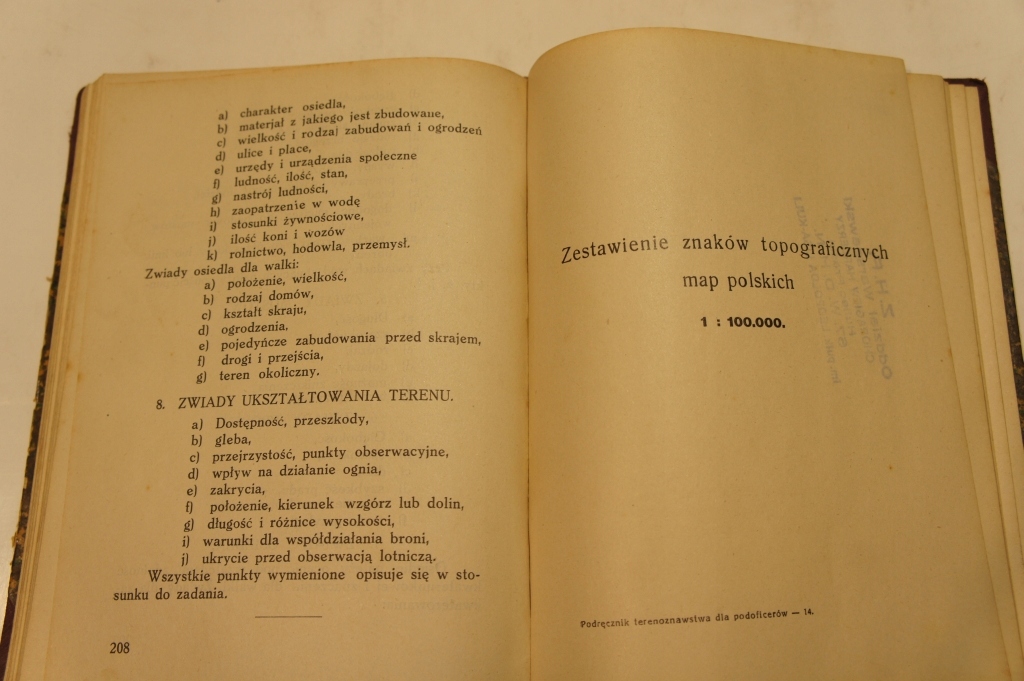 a) charakter osiedla,
b) materjał z jakiego jest zbudowane,
c) wielkość i rodzaj zabudowań i ogrodzeń
d) ulice i place,
e) urzędy i urządzenia społeczne
f) ludność, ilość, stan,
g) nastrój ludności,
h) zaopatrzenie w wodę
i) stosunki żywnościowe,
j) ilość koni i wozów
k) rolnictwo, hodowla, przemysł.
Zwiady osiedla dla walki:
a) położenie, wielkość,
b) rodzaj domów,
c) kształt skraju,
d) ogrodzenia.
e) pojedyńcze zabudowania przed skrajem,
f) drogi i przejścia,
g) teren okoliczny.
8. ZWIADY UKSZTAŁTOWANIA TERENU.
a) Dostępność, przeszkody,
b) gleba,
c) przejrzystość, punkty obserwacyjne,
d) wpływ na działanie ognia,
e) zakrycia,
f) położenie, kierunek wzgórz lub dolin,
g) długość i różnice wysokości,
i) warunki dla współdziałania broni,
j) ukrycie przed obserwacją lotniczą.
Wszystkie punkty wymienione opisuje się w sto-
sunku do zadania.
208
Zestawienie znaków topograficznych
map polskich
1 : 100.000.
Podręcznik terenoznawstwa dla podoficerów — 14.